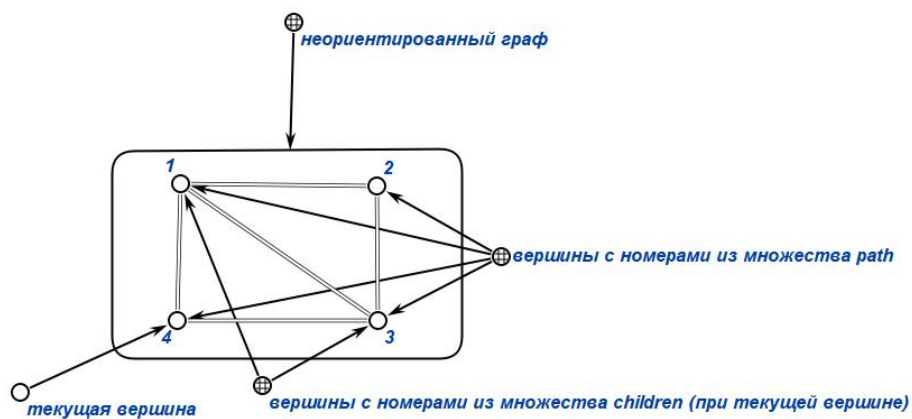 неориентированный граф
1
2
вершины с номерами из множества path
4
3
текущая вершина
вершины с номерами из множества children (при текущей вершине)